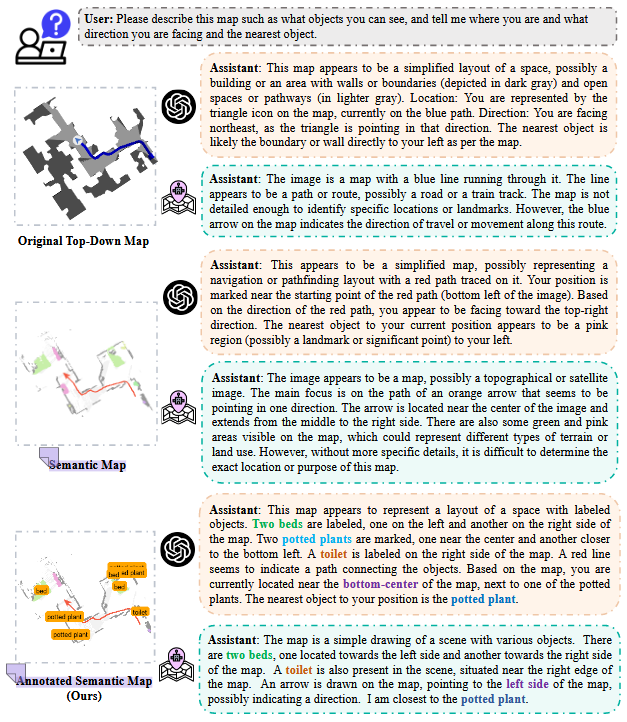 User: Please describe this map such as what objects you can see, and tell me where you are and what
direction you are facing and the nearest object.
Assistant: This map appears to be a simplified layout of a space, possibly a
building or an area with walls or boundaries (depicted in dark gray) and open
spaces or pathways (in lighter gray). Location: You are represented by the
triangle icon on the map, currently on the blue path. Direction: You are facing
northeast, as the triangle is pointing in that direction. The nearest object is
likely the boundary or wall directly to your left as per the map.
Assistant: The image is a map with a blue line running through it. The line
appears to be a path or route, possibly a road or a train track. The map is not
detailed enough to identify specific locations or landmarks. However, the blue
arrow on the map indicates the direction of travel or movement along this route.
Original Top-Down Map
Assistant: This appears to be a simplified map, possibly representing a
navigation or pathfinding layout with a red path traced on it. Your position is
marked near the starting point of the red path (bottom left of the image). Based
on the direction of the red path, you appear to be facing toward the top-right
direction. The nearest object to your current position appears to be a pink
region (possibly a landmark or significant point) to your left.
Assistant: The image appears to be a map, possibly a topographical or satellite
image. The main focus is on the path of an orange arrow that seems to be
pointing in one direction. The arrow is located near the center of the image and
extends from the middle to the right side. There are also some green and pink
areas visible on the map, which could represent different types of terrain or
land use. However, without more specific details, it is difficult to determine the
exact location or purpose of this map.
Semantic Map
Assistant: This map appears to represent a layout of a space with labeled
objects. Two beds are labeled, one on the left and another on the right side of
the map. Two potted plants are marked, one near the center and another closer
to the bottom left. A toilet is labeled on the right side of the map. A red line
seems to indicate a path connecting the objects. Based on the map, you are
currently located near the bottom-center of the map, next to one of the potted
plants. The nearest object to your position is the potted plant.
bed
ed plant
bed
bed
potted plant
toilet
potted plant
Assistant: The map is a simple drawing of a scene with various objects. There
are two beds, one located towards the left side and another towards the right side
of the map. A toilet is also present in the scene, situated near the right edge of
the map. An arrow is drawn on the map, pointing to the left side of the map,
possibly indicating a direction. I am closest to the potted plant.
Annotated Semantic Map
(Ours)